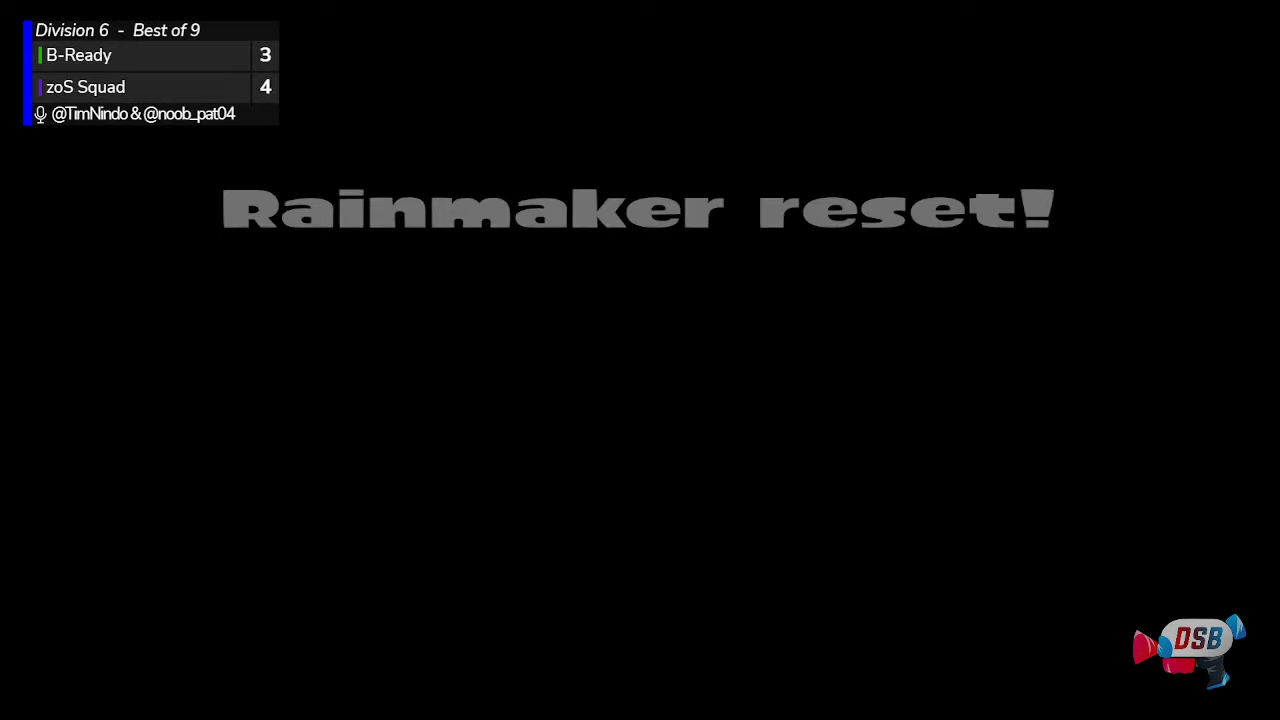 Division 6 - Best of 9
B-Ready 3
zoS Squad 4
@TimNindo & @noob_pat04
Rainmaker reset!
DSB